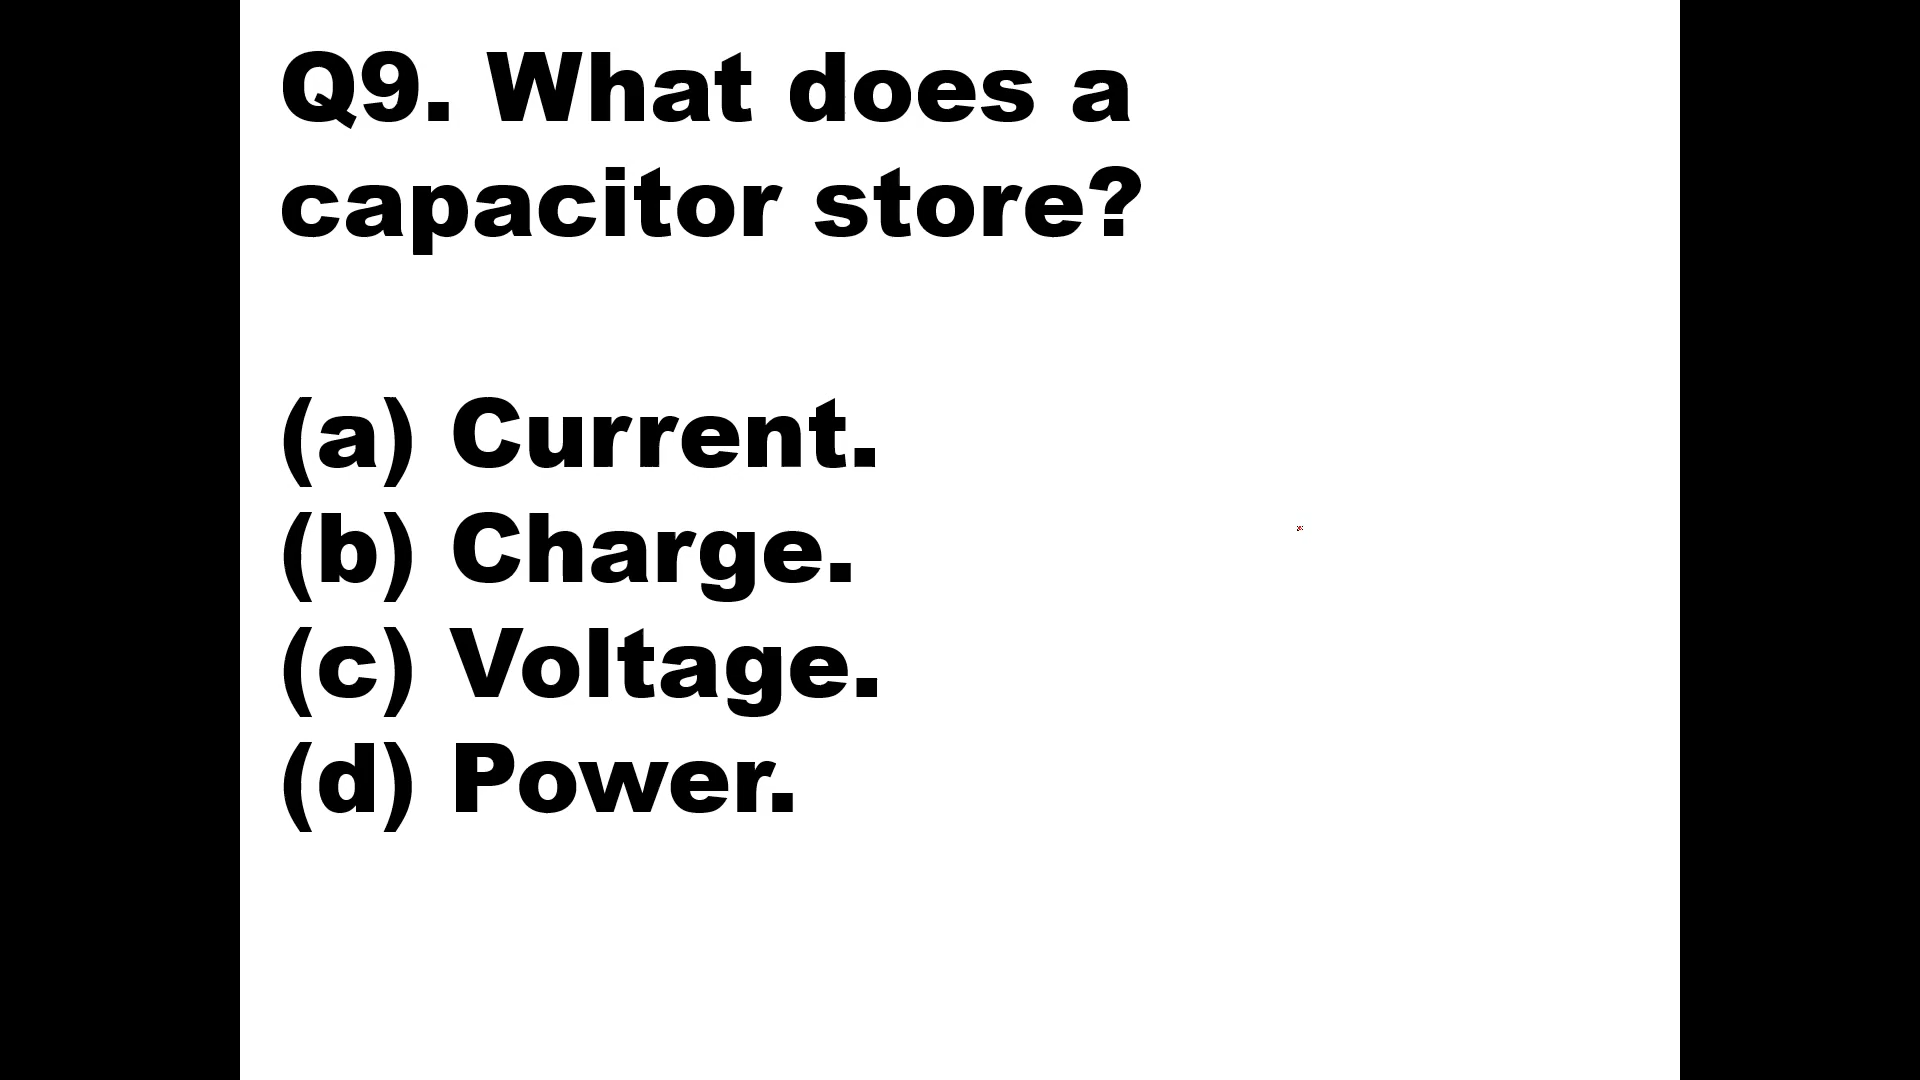 Q9. What does a
capacitor store?
(a) Current.
(b) Charge.
(c) Voltage.
(d) Power.